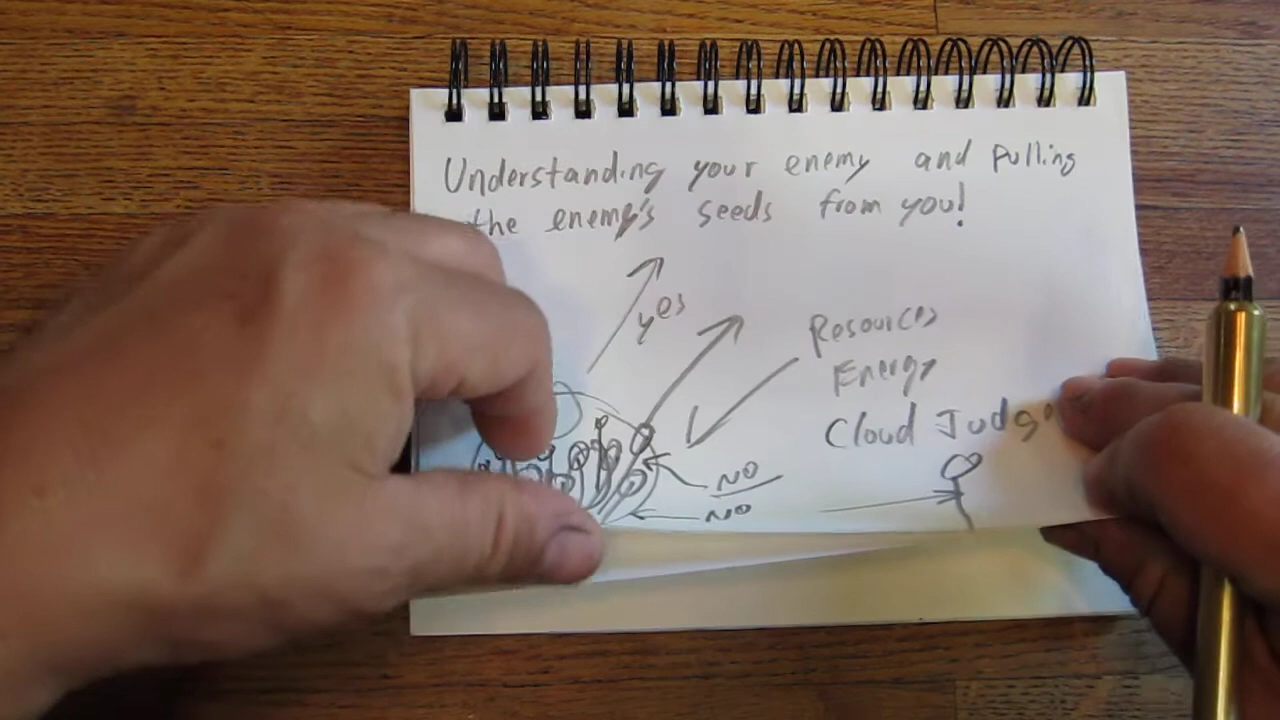 Understanding your enemy and pulling
the enemy's seeds from you!
yes
Resources
Energy
Cloud
NO
NO